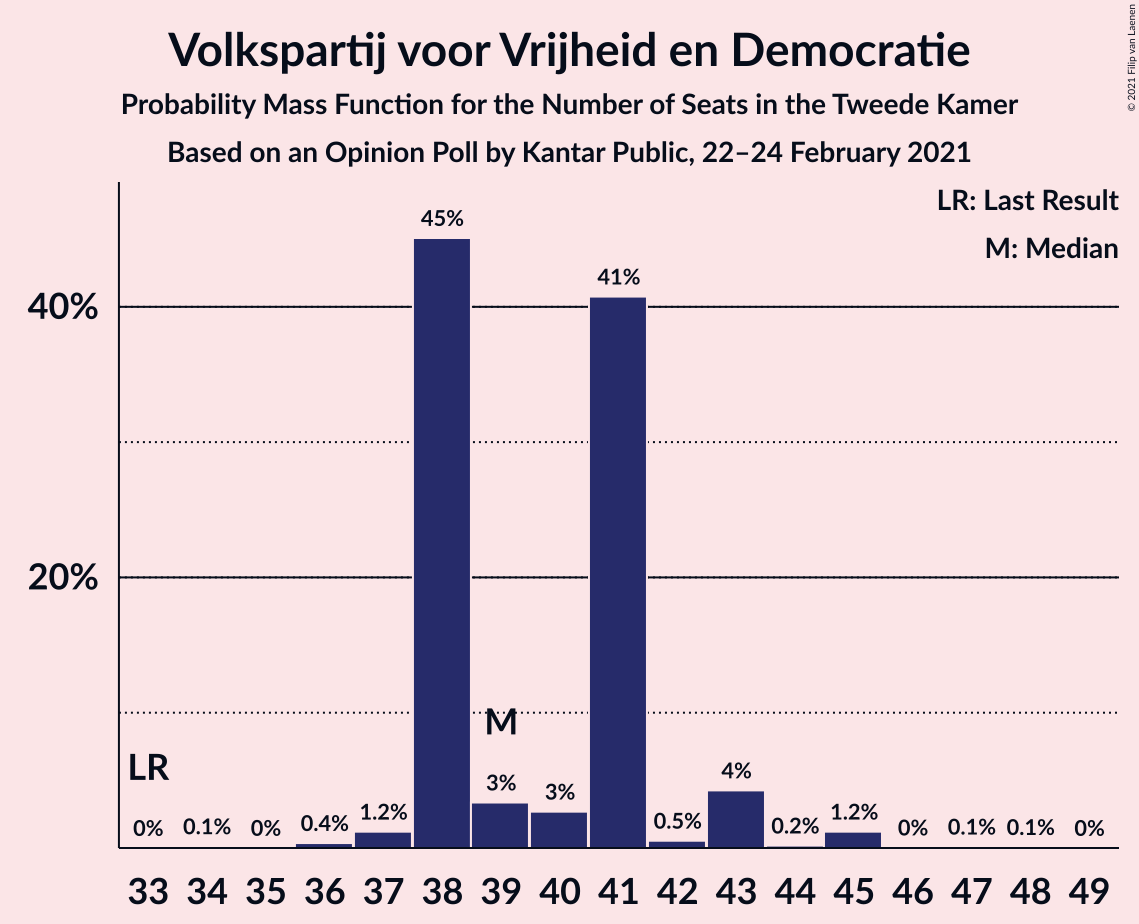 Volkspartij voor Vrijheid en Democratie
Probability Mass Function for the Number of Seats in the Tweede Kamer
Based on an Opinion Poll by Kantar Public, 22–24 February 2021
© 2021 Filip van Laenen
LR: Last Result
M: Median
45%
41%
40%
20%
M
LR
0% 0.1% 0% 0.4% 1.2% 3% 3% 0.5% 4% 0.2% 1.2% 0% 0.1% 0.1% 0%
33 34 35 36 37 38 39 40 41 42 43 44 45 46 47 48 49